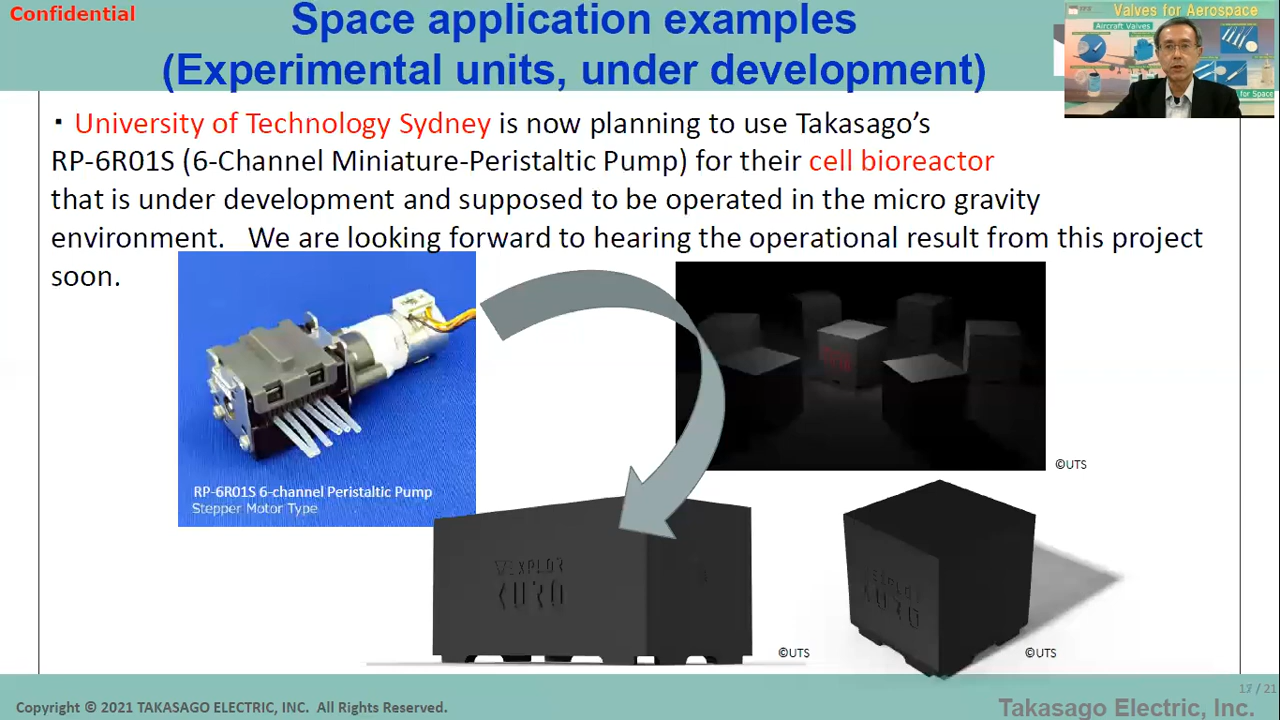 Confidential
Space application examples
(Experimental units, under development)
Valves for Aerospace
Aircraft Valves
for Space
・University of Technology Sydney is now planning to use Takasago’s
RP-6R01S (6-Channel Miniature-Peristaltic Pump) for their cell bioreactor
that is under development and supposed to be operated in the micro gravity
environment. We are looking forward to hearing the operational result from this project
soon.
RP-6R01S 6-channel Peristaltic Pump
Stepper Motor Type
©UTS
EXPLOR
KURO
©UTS
EXPLOR
KURO
©UTS
17 / 21
Copyright © 2021 TAKASAGO ELECTRIC, INC. All Rights Reserved.
Takasago Electric, Inc.